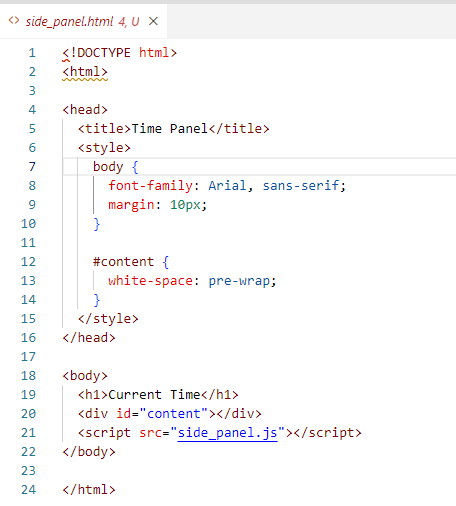 <> side_panel.html 4, U ×
1 <!DOCTYPE html>
2 <html>
3
4 <head>
5 <title>Time Panel</title>
6 <style>
7 body {
8 font-family: Arial, sans-serif;
9 margin: 10px;
10 }
11
12 #content {
13 white-space: pre-wrap;
14 }
15 </style>
16 </head>
17
18 <body>
19 <h1>Current Time</h1>
20 <div id="content"></div>
21 <script src="side_panel.js"></script>
22 </body>
23
24 </html>